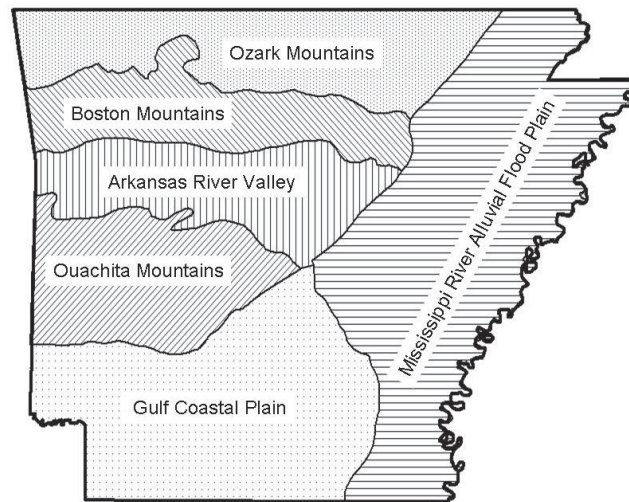 Ozark Mountains
Boston Mountains
Arkansas River Valley
Ouachita Mountains
Mississippi River Alluvial Flood Plain
Gulf Coastal Plain